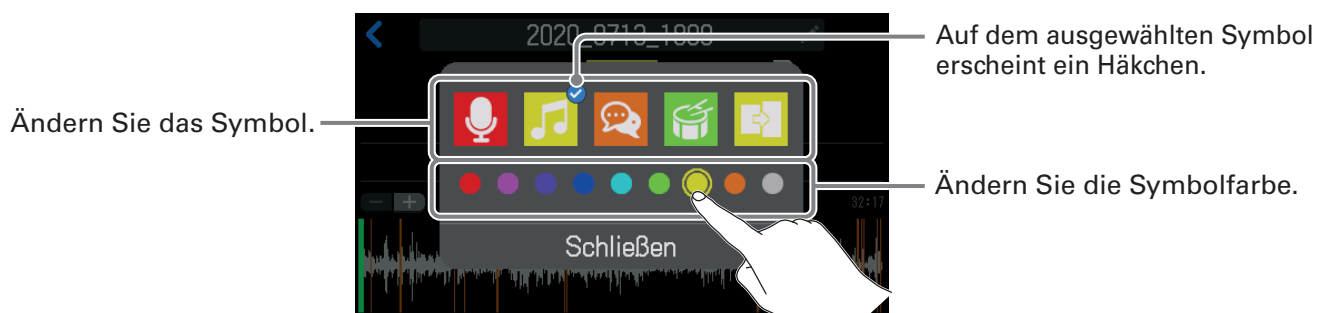 Auf dem ausgewählten Symbol
erscheint ein Häkchen.
Ändern Sie das Symbol.
Ändern Sie die Symbolfarbe.
32:17
Schließen